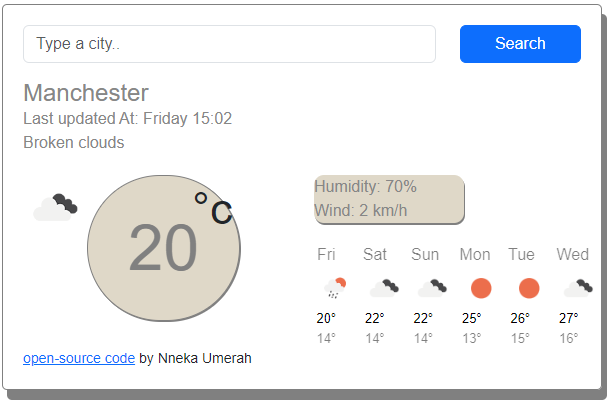 Type a city..
Search
Manchester
Last updated At: Friday 15:02
Broken clouds
20
°c
Humidity: 70%
Wind: 2 km/h
Fri Sat Sun Mon Tue Wed
20° 22° 22° 25° 26° 27°
14° 14° 14° 13° 15° 16°
open-source code by Nneka Umerah